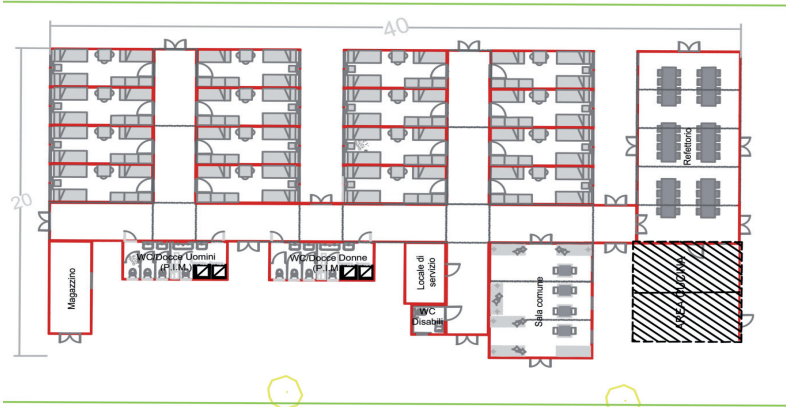 40
20
Refettorio
WC/Docce Uomini
(P.I.M.)
WC/Docce Donne
(P.I.M.
Locale di
servizio
Magazzino
WC
Disabili
Sala comune
AREA CUCINA